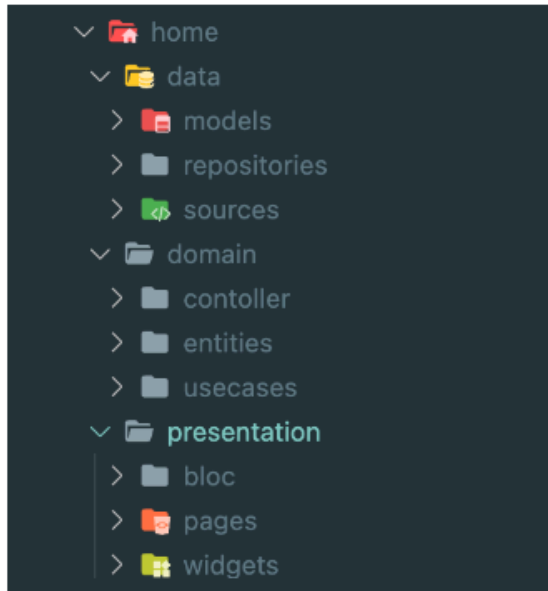 home
data
models
repositories
sources
domain
contoller
entities
usecases
presentation
bloc
pages
widgets